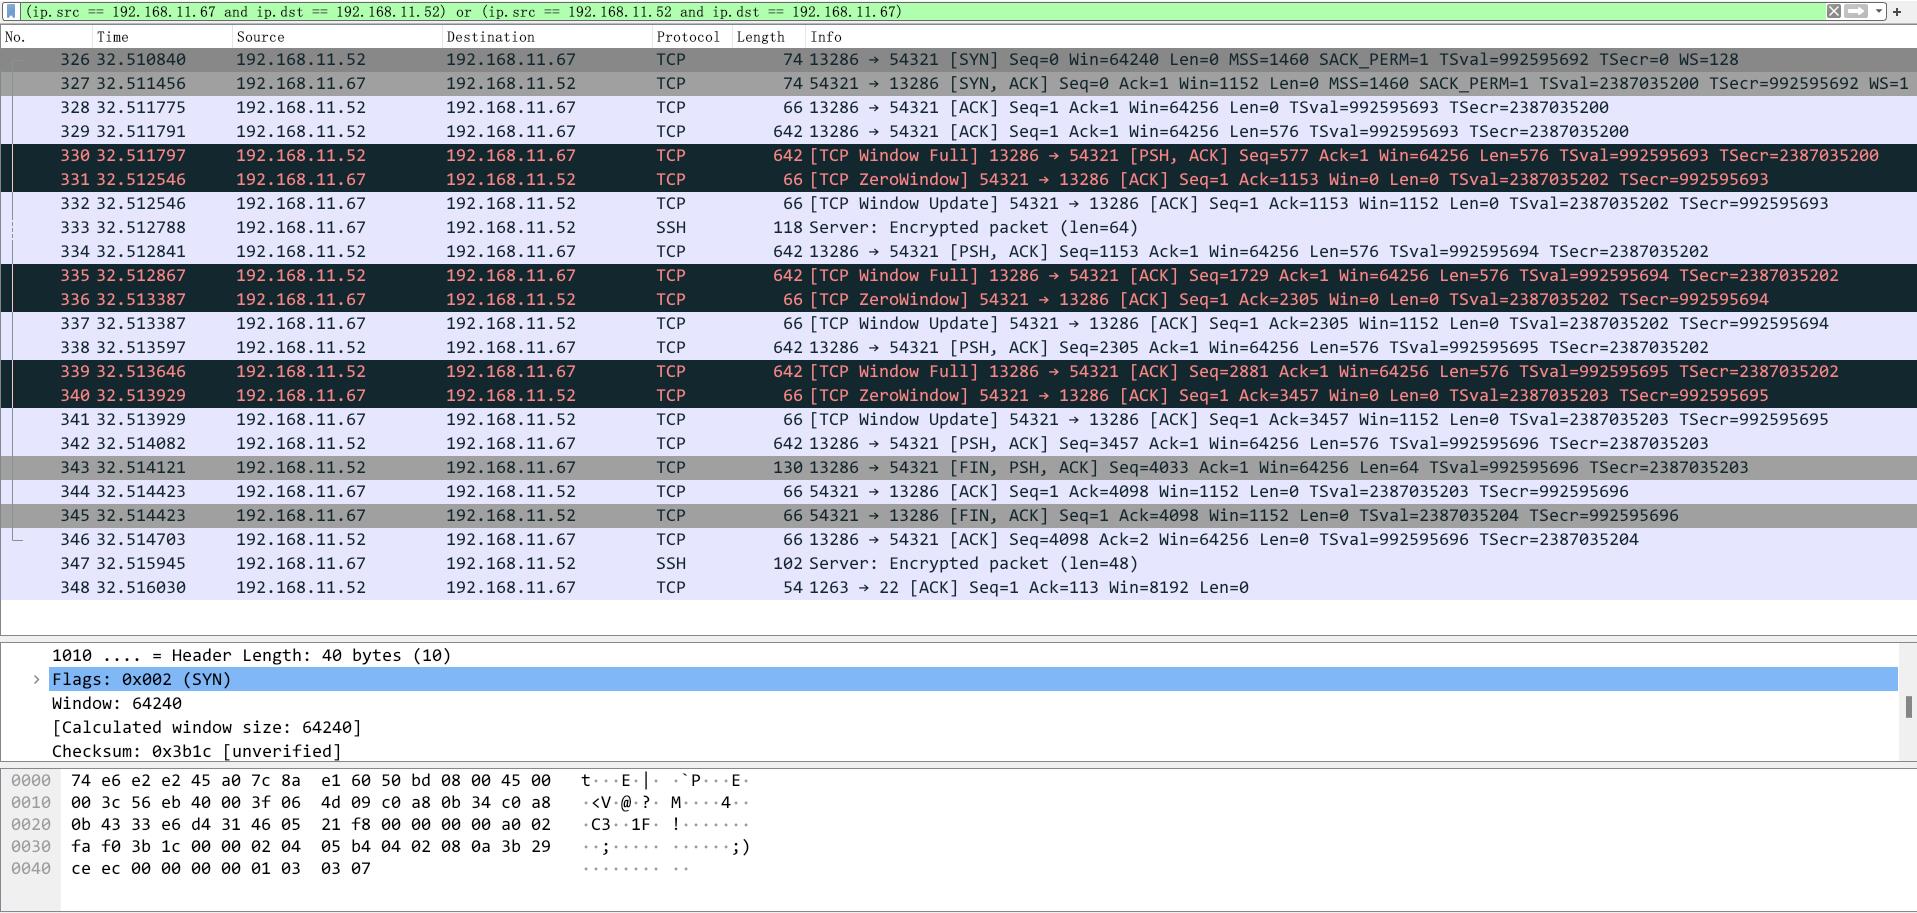 (ip.src == 192.168.11.67 and ip.dst == 192.168.11.52) or (ip.src == 192.168.11.52 and ip.dst == 192.168.11.67)
No. Time Source Destination Protocol Length Info
326 32.510840 192.168.11.52 192.168.11.67 TCP 74 13286 → 54321 [SYN] Seq=0 Win=64240 Len=0 MSS=1460 SACK_PERM=1 TSval=992595692 TSecr=0 WS=128
327 32.511456 192.168.11.67 192.168.11.52 TCP 74 54321 → 13286 [SYN, ACK] Seq=0 Ack=1 Win=1152 Len=0 MSS=1460 SACK_PERM=1 TSval=2387035200 TSecr=992595692 WS=1
328 32.511775 192.168.11.52 192.168.11.67 TCP 66 13286 → 54321 [ACK] Seq=1 Ack=1 Win=64256 Len=0 TSval=992595693 TSecr=2387035200
329 32.511791 192.168.11.52 192.168.11.67 TCP 642 13286 → 54321 [ACK] Seq=1 Ack=1 Win=64256 Len=576 TSval=992595693 TSecr=2387035200
330 32.511797 192.168.11.52 192.168.11.67 TCP 642 [TCP Window Full] 13286 → 54321 [PSH, ACK] Seq=577 Ack=1 Win=64256 Len=576 TSval=992595693 TSecr=2387035200
331 32.512546 192.168.11.67 192.168.11.52 TCP 66 [TCP ZeroWindow] 54321 → 13286 [ACK] Seq=1 Ack=1153 Win=0 Len=0 TSval=2387035202 TSecr=992595693
332 32.512546 192.168.11.67 192.168.11.52 TCP 66 [TCP Window Update] 54321 → 13286 [ACK] Seq=1 Ack=1153 Win=1152 Len=0 TSval=2387035202 TSecr=992595693
333 32.512788 192.168.11.67 192.168.11.52 SSH 118 Server: Encrypted packet (len=64)
334 32.512841 192.168.11.52 192.168.11.67 TCP 642 13286 → 54321 [PSH, ACK] Seq=1153 Ack=1 Win=64256 Len=576 TSval=992595694 TSecr=2387035202
335 32.512867 192.168.11.52 192.168.11.67 TCP 642 [TCP Window Full] 13286 → 54321 [ACK] Seq=1729 Ack=1 Win=64256 Len=576 TSval=992595694 TSecr=2387035202
336 32.513387 192.168.11.67 192.168.11.52 TCP 66 [TCP ZeroWindow] 54321 → 13286 [ACK] Seq=1 Ack=2305 Win=0 Len=0 TSval=2387035202 TSecr=992595694
337 32.513387 192.168.11.67 192.168.11.52 TCP 66 [TCP Window Update] 54321 → 13286 [ACK] Seq=1 Ack=2305 Win=1152 Len=0 TSval=2387035202 TSecr=992595694
338 32.513597 192.168.11.52 192.168.11.67 TCP 642 13286 → 54321 [PSH, ACK] Seq=2305 Ack=1 Win=64256 Len=576 TSval=992595695 TSecr=2387035202
339 32.513646 192.168.11.52 192.168.11.67 TCP 642 [TCP Window Full] 13286 → 54321 [ACK] Seq=2881 Ack=1 Win=64256 Len=576 TSval=992595695 TSecr=2387035202
340 32.513929 192.168.11.67 192.168.11.52 TCP 66 [TCP ZeroWindow] 54321 → 13286 [ACK] Seq=1 Ack=3457 Win=0 Len=0 TSval=2387035203 TSecr=992595695
341 32.513929 192.168.11.67 192.168.11.52 TCP 66 [TCP Window Update] 54321 → 13286 [ACK] Seq=1 Ack=3457 Win=1152 Len=0 TSval=2387035203 TSecr=992595695
342 32.514082 192.168.11.52 192.168.11.67 TCP 642 13286 → 54321 [PSH, ACK] Seq=3457 Ack=1 Win=64256 Len=576 TSval=992595696 TSecr=2387035203
343 32.514121 192.168.11.52 192.168.11.67 TCP 130 13286 → 54321 [FIN, PSH, ACK] Seq=4033 Ack=1 Win=64256 Len=64 TSval=992595696 TSecr=2387035203
344 32.514423 192.168.11.67 192.168.11.52 TCP 66 54321 → 13286 [ACK] Seq=1 Ack=4098 Win=1152 Len=0 TSval=2387035203 TSecr=992595696
345 32.514423 192.168.11.67 192.168.11.52 TCP 66 54321 → 13286 [FIN, ACK] Seq=1 Ack=4098 Win=1152 Len=0 TSval=2387035204 TSecr=992595696
346 32.514703 192.168.11.52 192.168.11.67 TCP 66 13286 → 54321 [ACK] Seq=4098 Ack=2 Win=64256 Len=0 TSval=992595696 TSecr=2387035204
347 32.515945 192.168.11.67 192.168.11.52 SSH 102 Server: Encrypted packet (len=48)
348 32.516030 192.168.11.52 192.168.11.67 TCP 54 1263 → 22 [ACK] Seq=1 Ack=113 Win=8192 Len=0
1010 .... = Header Length: 40 bytes (10)
Flags: 0x002 (SYN)
Window: 64240
[Calculated window size: 64240]
Checksum: 0x3b1c [unverified]
0000 74 e6 e2 e2 45 a0 7c 8a e1 60 50 bd 08 00 45 00 t···E·|· ·`P···E·
0010 00 3c 56 eb 40 00 3f 06 4d 09 c0 a8 0b 34 c0 a8 ·<V·@·?· M····4··
0020 0b 43 33 e6 d4 31 46 05 21 f8 00 00 00 00 a0 02 ·C3··1F· !·······
0030 fa f0 3b 1c 00 00 02 04 05 b4 04 02 08 0a 3b 29 ··;····· ······;)
0040 ce ec 00 00 00 00 01 03 03 07 ········ ··